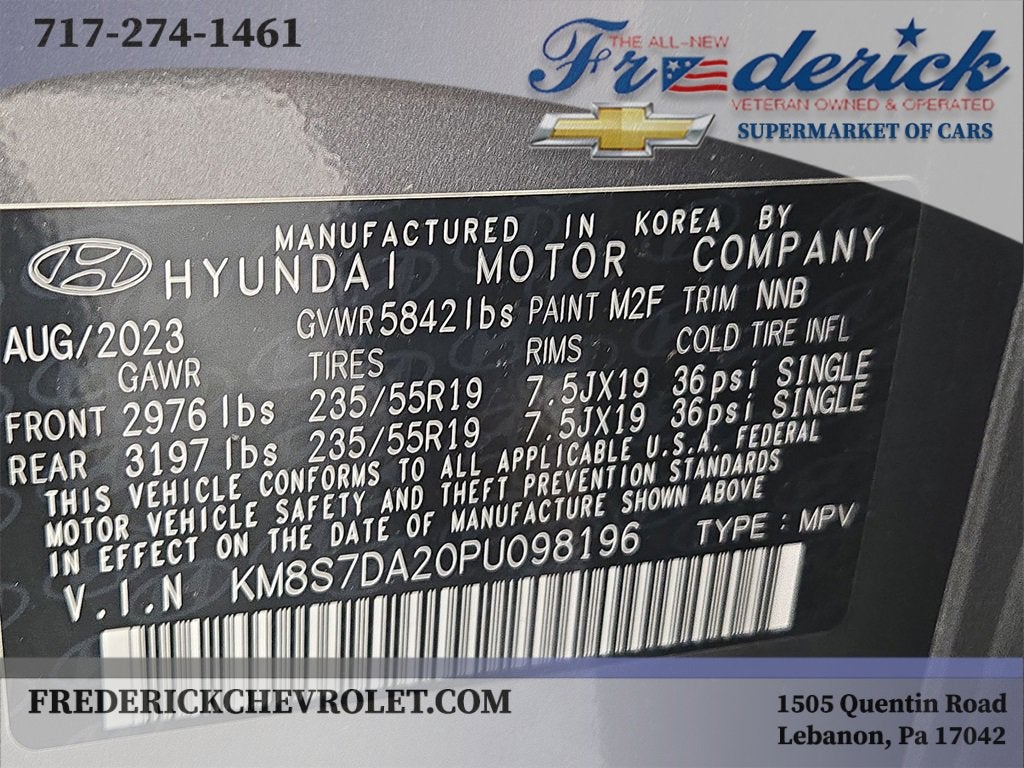 717-274-1461
THE ALL-NEW
Frederick
VETERAN OWNED & OPERATED
SUPERMARKET OF CARS
MANUFACTURED IN KOREA BY
HYUNDAI MOTOR COMPANY
AUG/2023 GVWR 5842 lbs PAINT M2F TRIM NNB
GAWR TIRES RIMS COLD TIRE INFL
FRONT 2976 lbs 235/55R19 7.5JX19 36psi SINGLE
REAR 3197 lbs 235/55R19 7.5JX19 36psi SINGLE
THIS VEHICLE CONFORMS TO ALL APPLICABLE U.S.A. FEDERAL
MOTOR VEHICLE SAFETY AND THEFT PREVENTION STANDARDS
IN EFFECT ON THE DATE OF MANUFACTURE SHOWN ABOVE
V.I.N KM8S7DA20PU098196 TYPE : MPV
FREDERICKCHEVROLET.COM
1505 Quentin Road
Lebanon, Pa 17042